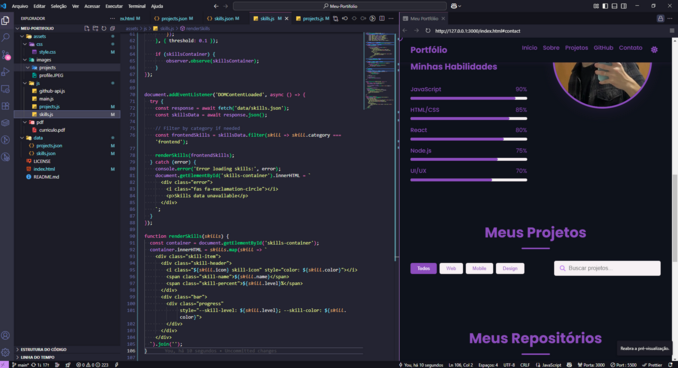 Arquivo Editar Seleção Ver Acessar Executar Terminal Ajuda
Meu Portfólio
EXPLORADOR
MEU-PORTFOLIO
assets
css
style.css
images
projects
profile.JPEG
js
github-api.js
main.js
projects.js M
skills.js M
pdf
curriculo.pdf
data
projects.json M
skills.json M
LICENSE
index.html M
README.md
ESTRUTURA DO CÓDIGO
LINHA DO TEMPO
projects.json M
skills.json M
skills.js M
projects.js M
});
}, { threshold: 0.1 });
if (skillsContainer) {
observer.observe(skillsContainer);
}
});
document.addEventListener('DOMContentLoaded', async () => {
try {
const response = await fetch('data/skills.json');
const skillsData = await response.json();
// Filter by category if needed
const frontendSkills = skillsData.filter(skill => skill.category ===
'frontend');
renderSkills(frontendSkills);
} catch (error) {
console.error('Error loading skills:', error);
document.getElementById('skills-container').innerHTML = `
<div class="error">
<i class="fas fa-exclamation-circle"></i>
<p>Skills data unavailable</p>
</div>
`;
}
});
function renderSkills(skills) {
const container = document.getElementById('skills-container');
container.innerHTML = skills.map(skill => `
<div class="skill-item">
<div class="skill-header">
<i class="${skill.icon} skill-icon" style="color: ${skill.color}"></i>
<span class="skill-name">${skill.name}</span>
<span class="skill-percent">${skill.level}%</span>
</div>
<div class="bar">
<div class="progress"
style="--skill-level: ${skill.level}; --skill-color: ${skill.
color}">
</div>
</div>
</div>
`).join('');
}
Meu Portfólio
http://127.0.0.1:3000/index.html#contact
Portfólio
Início Sobre Projetos GitHub Contato
Minhas Habilidades
JavaScript 90%
HTML/CSS 85%
React 80%
Node.js 75%
UI/UX 70%
Meus Projetos
Todos Web Mobile Design
Buscar projetos...
Meus Repositórios
Reabra a pré-visualização.
main* Você, há 10 segundos Ln 106, Col 2 Espaços: 4 UTF-8 CRLF JavaScript Porta: 3000 Port : 5500 Prettier